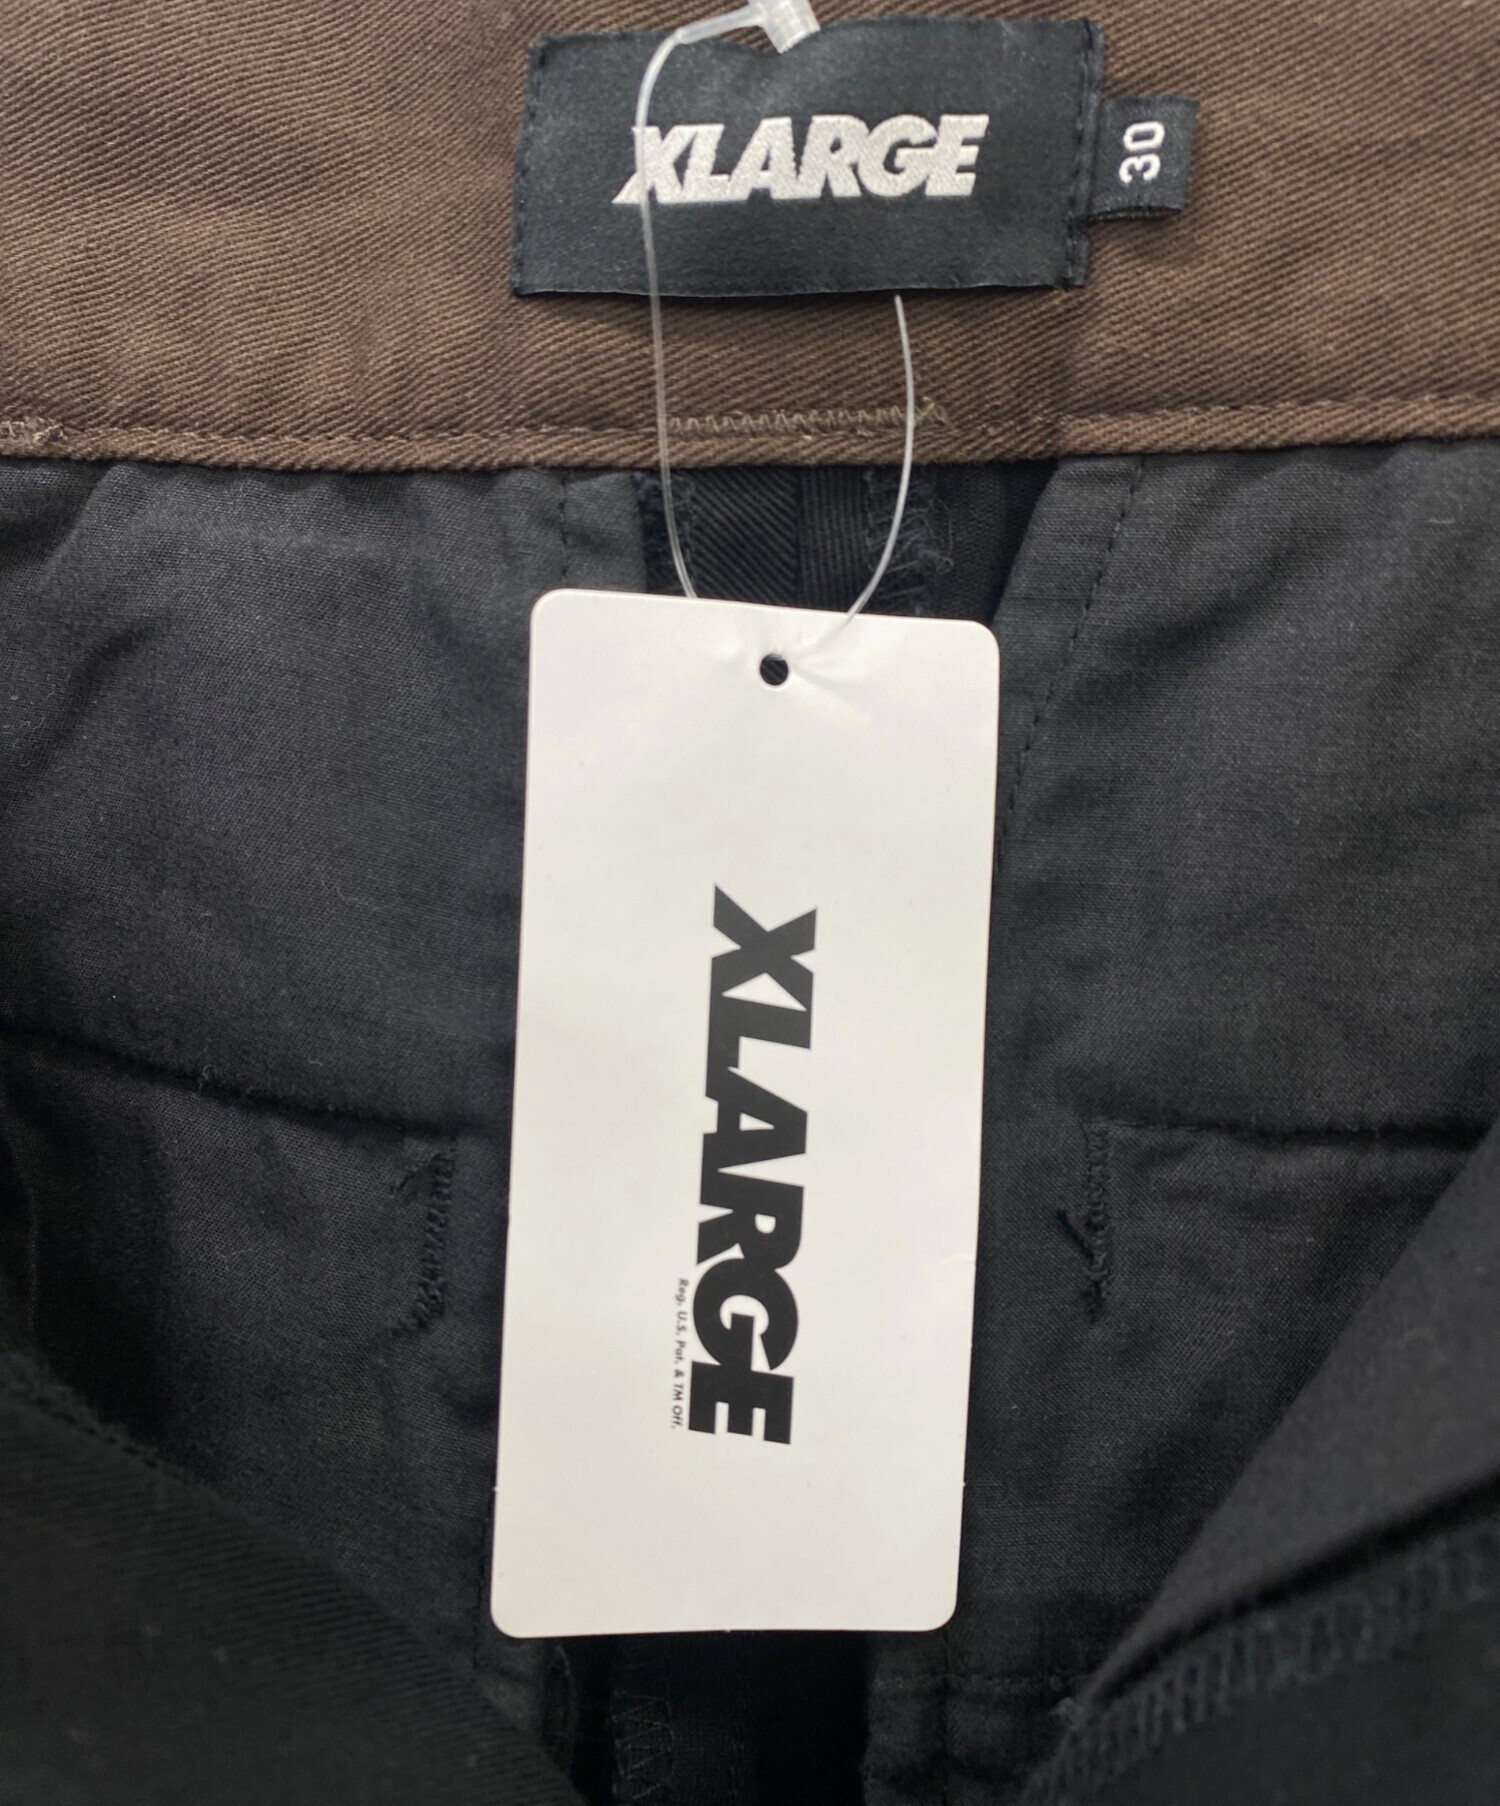 XLARGE
30
XLARGE
Reg. U.S. Pat. & TM Off.